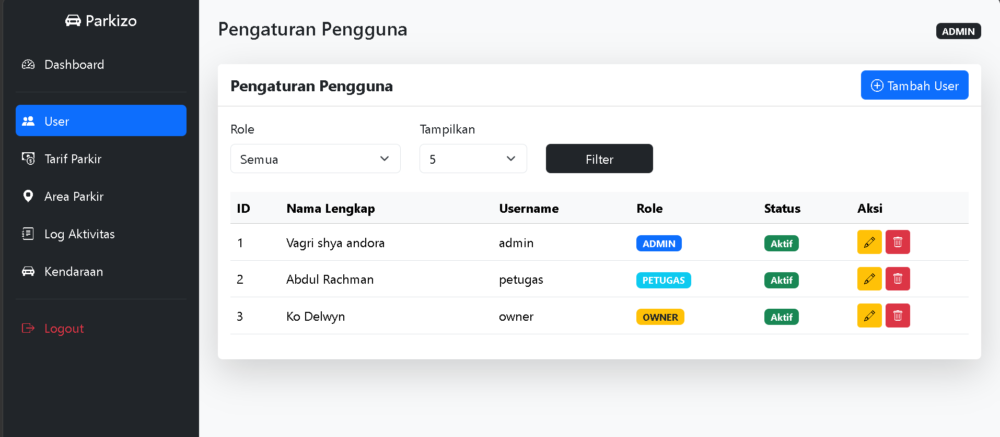 Parkizo
Dashboard
User
Tarif Parkir
Area Parkir
Log Aktivitas
Kendaraan
Logout
Pengaturan Pengguna
ADMIN
Pengaturan Pengguna
Tambah User
Role Tampilkan
Semua 5 Filter
ID Nama Lengkap Username Role Status Aksi
1 Vagri shya andora admin ADMIN Aktif
2 Abdul Rachman petugas PETUGAS Aktif
3 Ko Delwyn owner OWNER Aktif